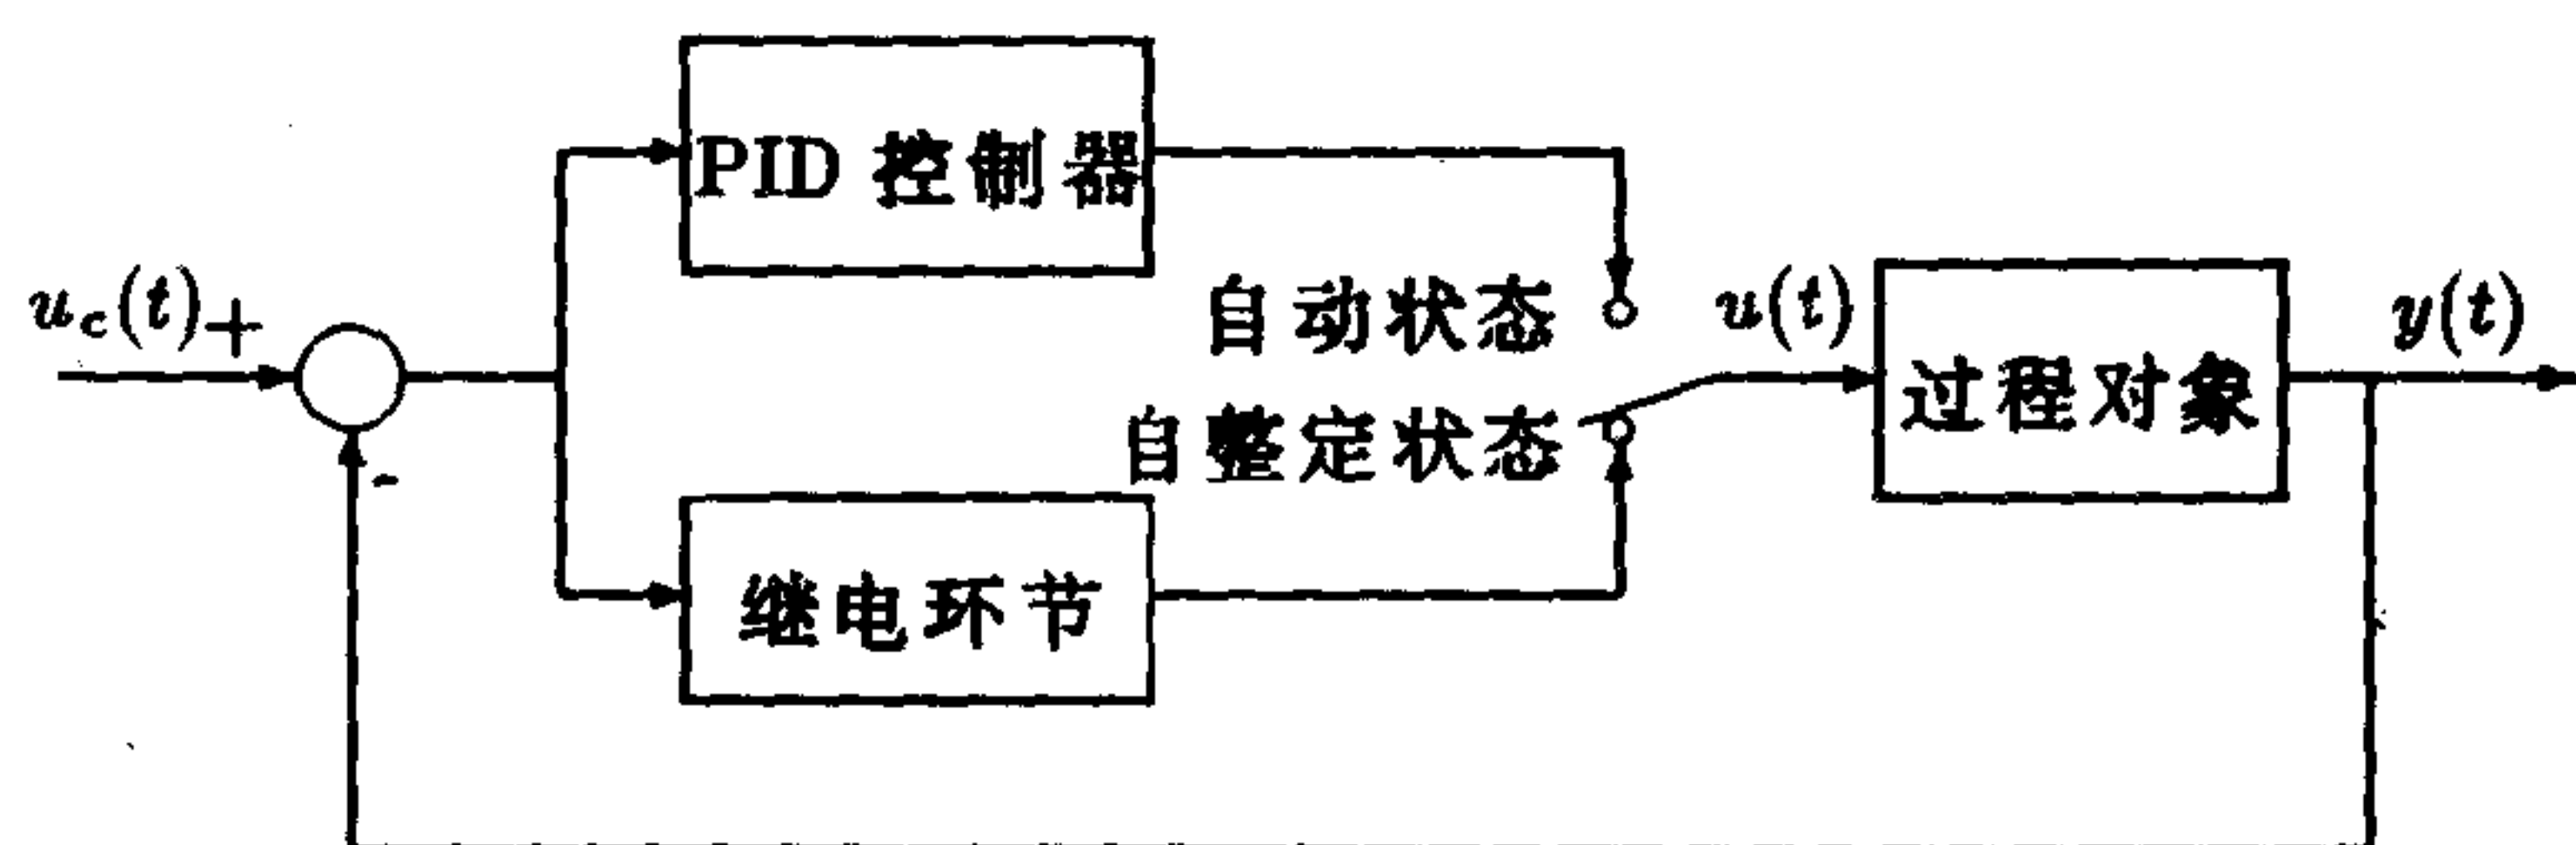 PID 控制器
u_c(t) +
自动状态
u(t)
y(t)
过程对象
自整定状态
-
继电环节